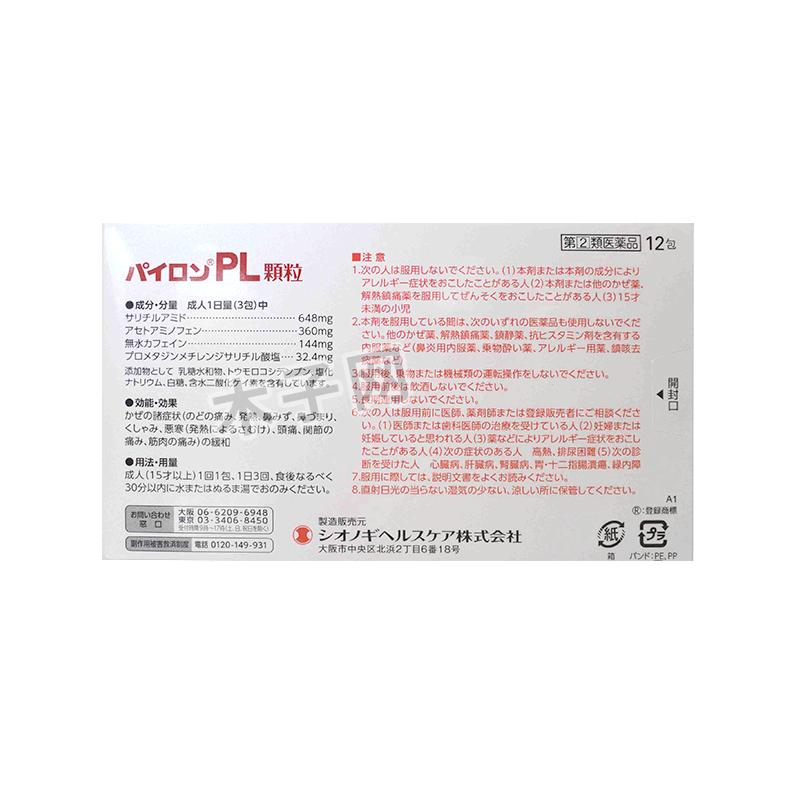 指②類医薬品 12包
パイロン®PL顆粒
●成分・分量 成人1日量(3包)中
サリチルアミド…………………648mg
アセトアミノフェン………………360mg
無水カフェイン…………………144mg
プロメタジンメチレンジサリチル酸塩…32.4mg
添加物として 乳糖水和物、トウモロコシデンプン、塩化
ナトリウム、白糖、含水二酸化ケイ素を含有しています。
●効能・効果
かぜの諸症状(のどの痛み、発熱、鼻みず、鼻づまり、
くしゃみ、悪寒(発熱によるさむけ)、頭痛、関節の
痛み、筋肉の痛み)の緩和
●用法・用量
成人(15才以上)1回1包、1日3回、食後なるべく
30分以内に水またはぬるま湯でおのみください。
お問い合わせ
窓口
大阪 06-6209-6948
東京 03-3406-8450
受付時間9時~17時(土、日、祝日を除く)
副作用被害救済制度 電話 0120-149-931
■注意
1.次の人は服用しないでください。(1)本剤または本剤の成分により
アレルギー症状をおこしたことがある人(2)本剤または他のかぜ薬、
解熱鎮痛薬を服用してぜんそくをおこしたことがある人(3)15才
未満の小児
2.本剤を服用している間は、次のいずれの医薬品も使用しないでくだ
さい。他のかぜ薬、解熱鎮痛薬、鎮静薬、抗ヒスタミン剤を含有する
内服薬など(鼻炎用内服薬、乗物酔い薬、アレルギー用薬、鎮咳去
痰薬など)
3.服用後、乗物または機械類の運転操作をしないでください。
4.服用前後は飲酒しないでください。
5.長期連用しないでください。
6.次の人は服用前に医師、薬剤師または登録販売者にご相談くださ
い。(1)医師または歯科医師の治療を受けている人(2)妊婦または
妊娠していると思われる人(3)薬などによりアレルギー症状をおこし
たことがある人(4)次の症状のある人 高熱、排尿困難(5)次の診
断を受けた人 心臓病、肝臓病、腎臓病、胃・十二指腸潰瘍、緑内障
7.服用に際しては、説明文書をよくお読みください。
8.直射日光の当らない湿気の少ない、涼しい所に保管してください。
開封口
A1
®:登録商標
製造販売元
シオノギヘルスケア株式会社
大阪市中央区北浜2丁目6番18号
紙
箱
プラ
バンド:PE,PP
木子网